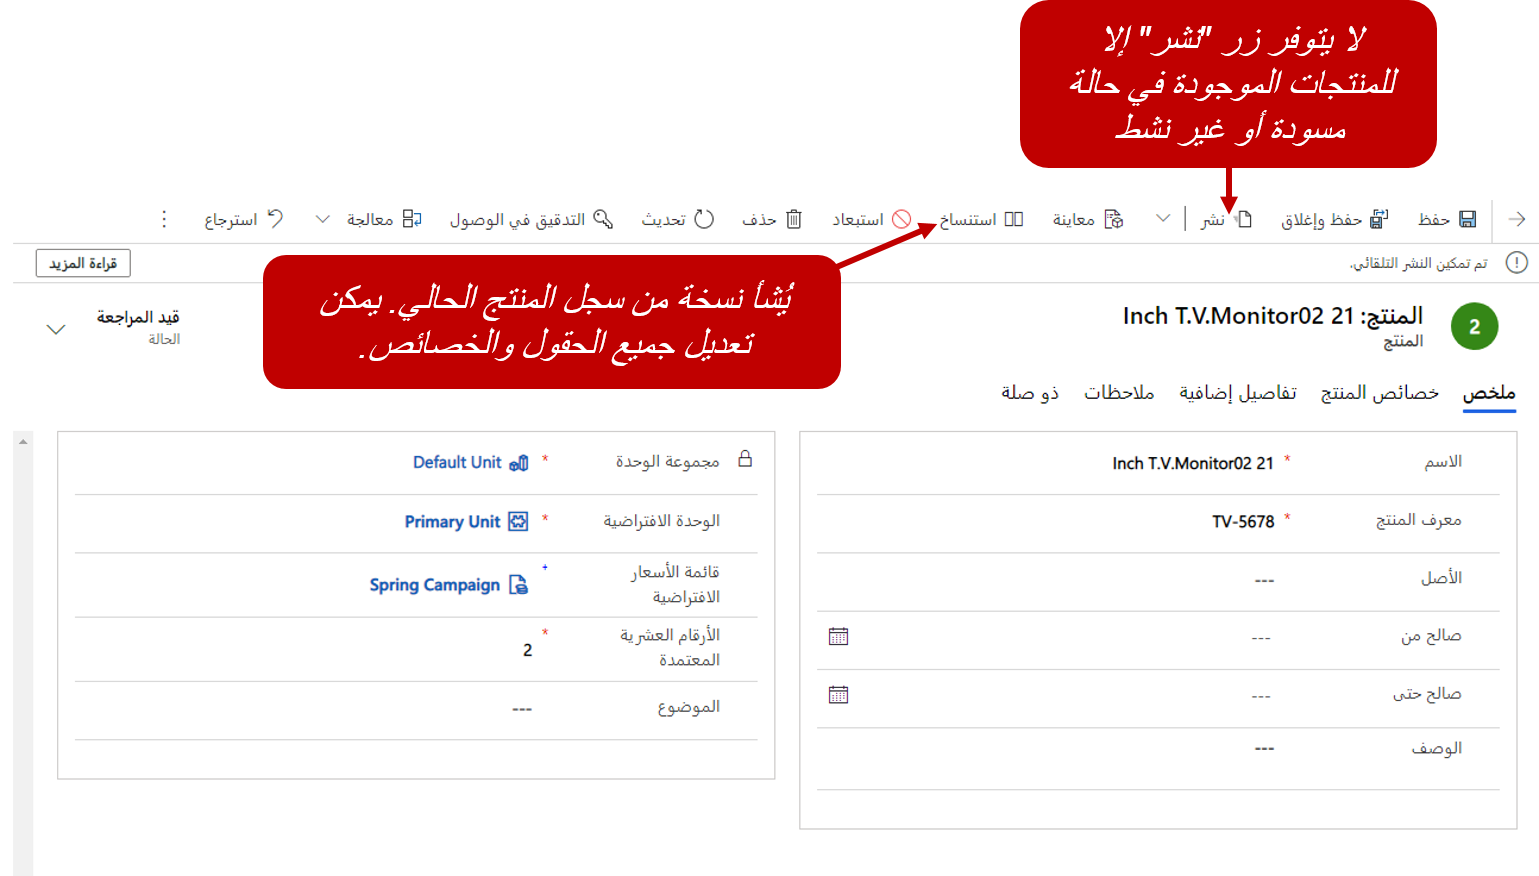 لا يتوفر زر "نشر" إلا
للمنتجات الموجودة في حالة
مسودة أو غير نشط
حفظ
حفظ وإغلاق
نشر
معاينة
استنساخ
استبعاد
حذف
تحديث
التدقيق في الوصول
معالجة
استرجاع
تم تمكين النشر التلقائي.
قراءة المزيد
يُنشأ نسخة من سجل المنتج الحالي. يمكن
تعديل جميع الحقول والخصائص.
2
المنتج: Inch T.V.Monitor02 21
المنتج
قيد المراجعة
الحالة
ملخص
خصائص المنتج
تفاصيل إضافية
ملاحظات
ذو صلة
الاسم * Inch T.V.Monitor02 21
معرف المنتج * TV-5678
الأصل ---
صالح من ---
صالح حتى ---
الوصف ---
مجموعة الوحدة * Default Unit
الوحدة الافتراضية * Primary Unit
قائمة الأسعار
الافتراضية + Spring Campaign
الأرقام العشرية
المعتمدة * 2
الموضوع ---